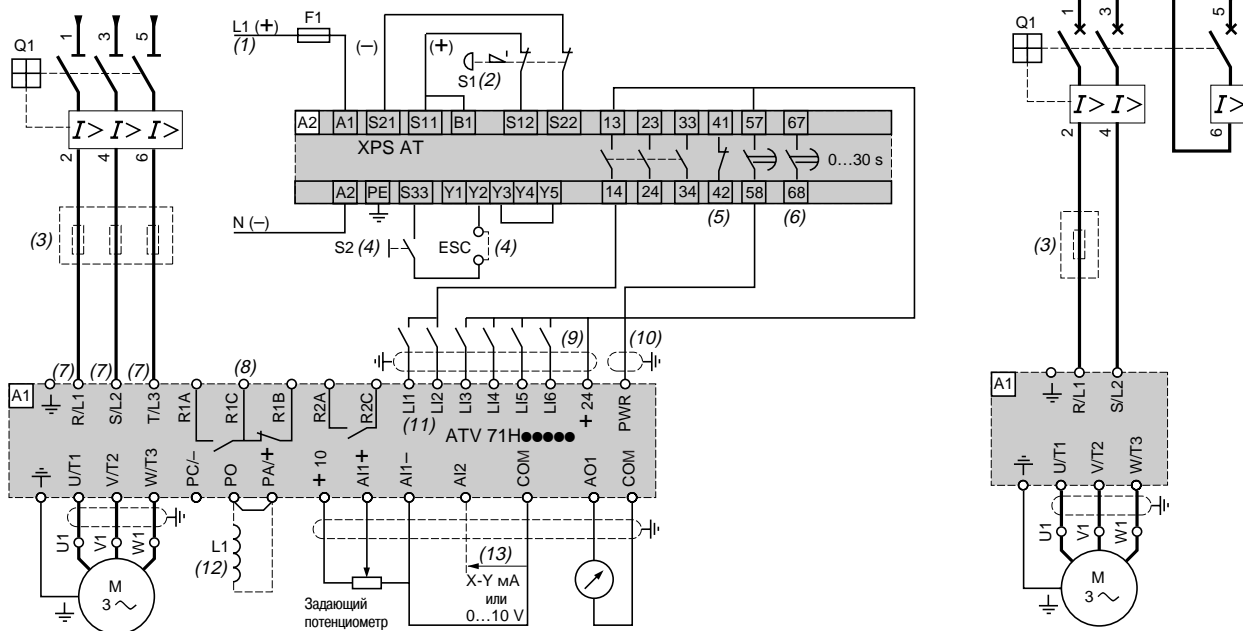 Q1
1
3
5
I>
I>
I>
2
4
6
(3)
L1 (+)
(1)
F1
(–)
(+)
S1 (2)
A2
A1
S21
S11
B1
S12
S22
13
23
33
41
57
67
XPS AT
0...30 s
A2
PE
S33
Y1
Y2
Y3
Y4
Y5
14
24
34
42
58
68
(5)
(6)
N (–)
S2 (4)
ESC
(4)
(9)
(10)
(7)
(7)
(7)
(8)
A1
R/L1
S/L2
T/L3
R1A
R1C
R1B
R2A
R2C
LI1
LI2
LI3
LI4
LI5
LI6
+ 24
PWR
(11)
ATV 71H●●●●●
U/T1
V/T2
W/T3
PC/–
PO
PA/+
+ 10
AI1+
AI1–
AI2
COM
AO1
COM
U1
V1
W1
M
3 ~
L1
(12)
Задающий
потенциометр
(13)
X-Y мА
или
0...10 V
Q1
1
3
5
I>
I>
I>
2
4
6
(3)
A1
R/L1
S/L2
U/T1
V/T2
W/T3
U1
V1
W1
M
3 ~